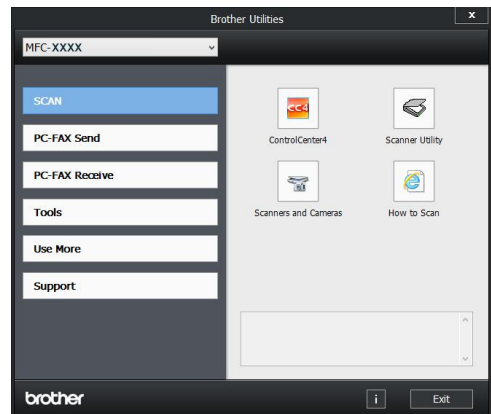 Brother Utilities
x
MFC-XXXX
SCAN
PC-FAX Send
PC-FAX Receive
Tools
Use More
Support
CC4
ControlCenter4
Scanner Utility
Scanners and Cameras
How to Scan
brother
i
Exit